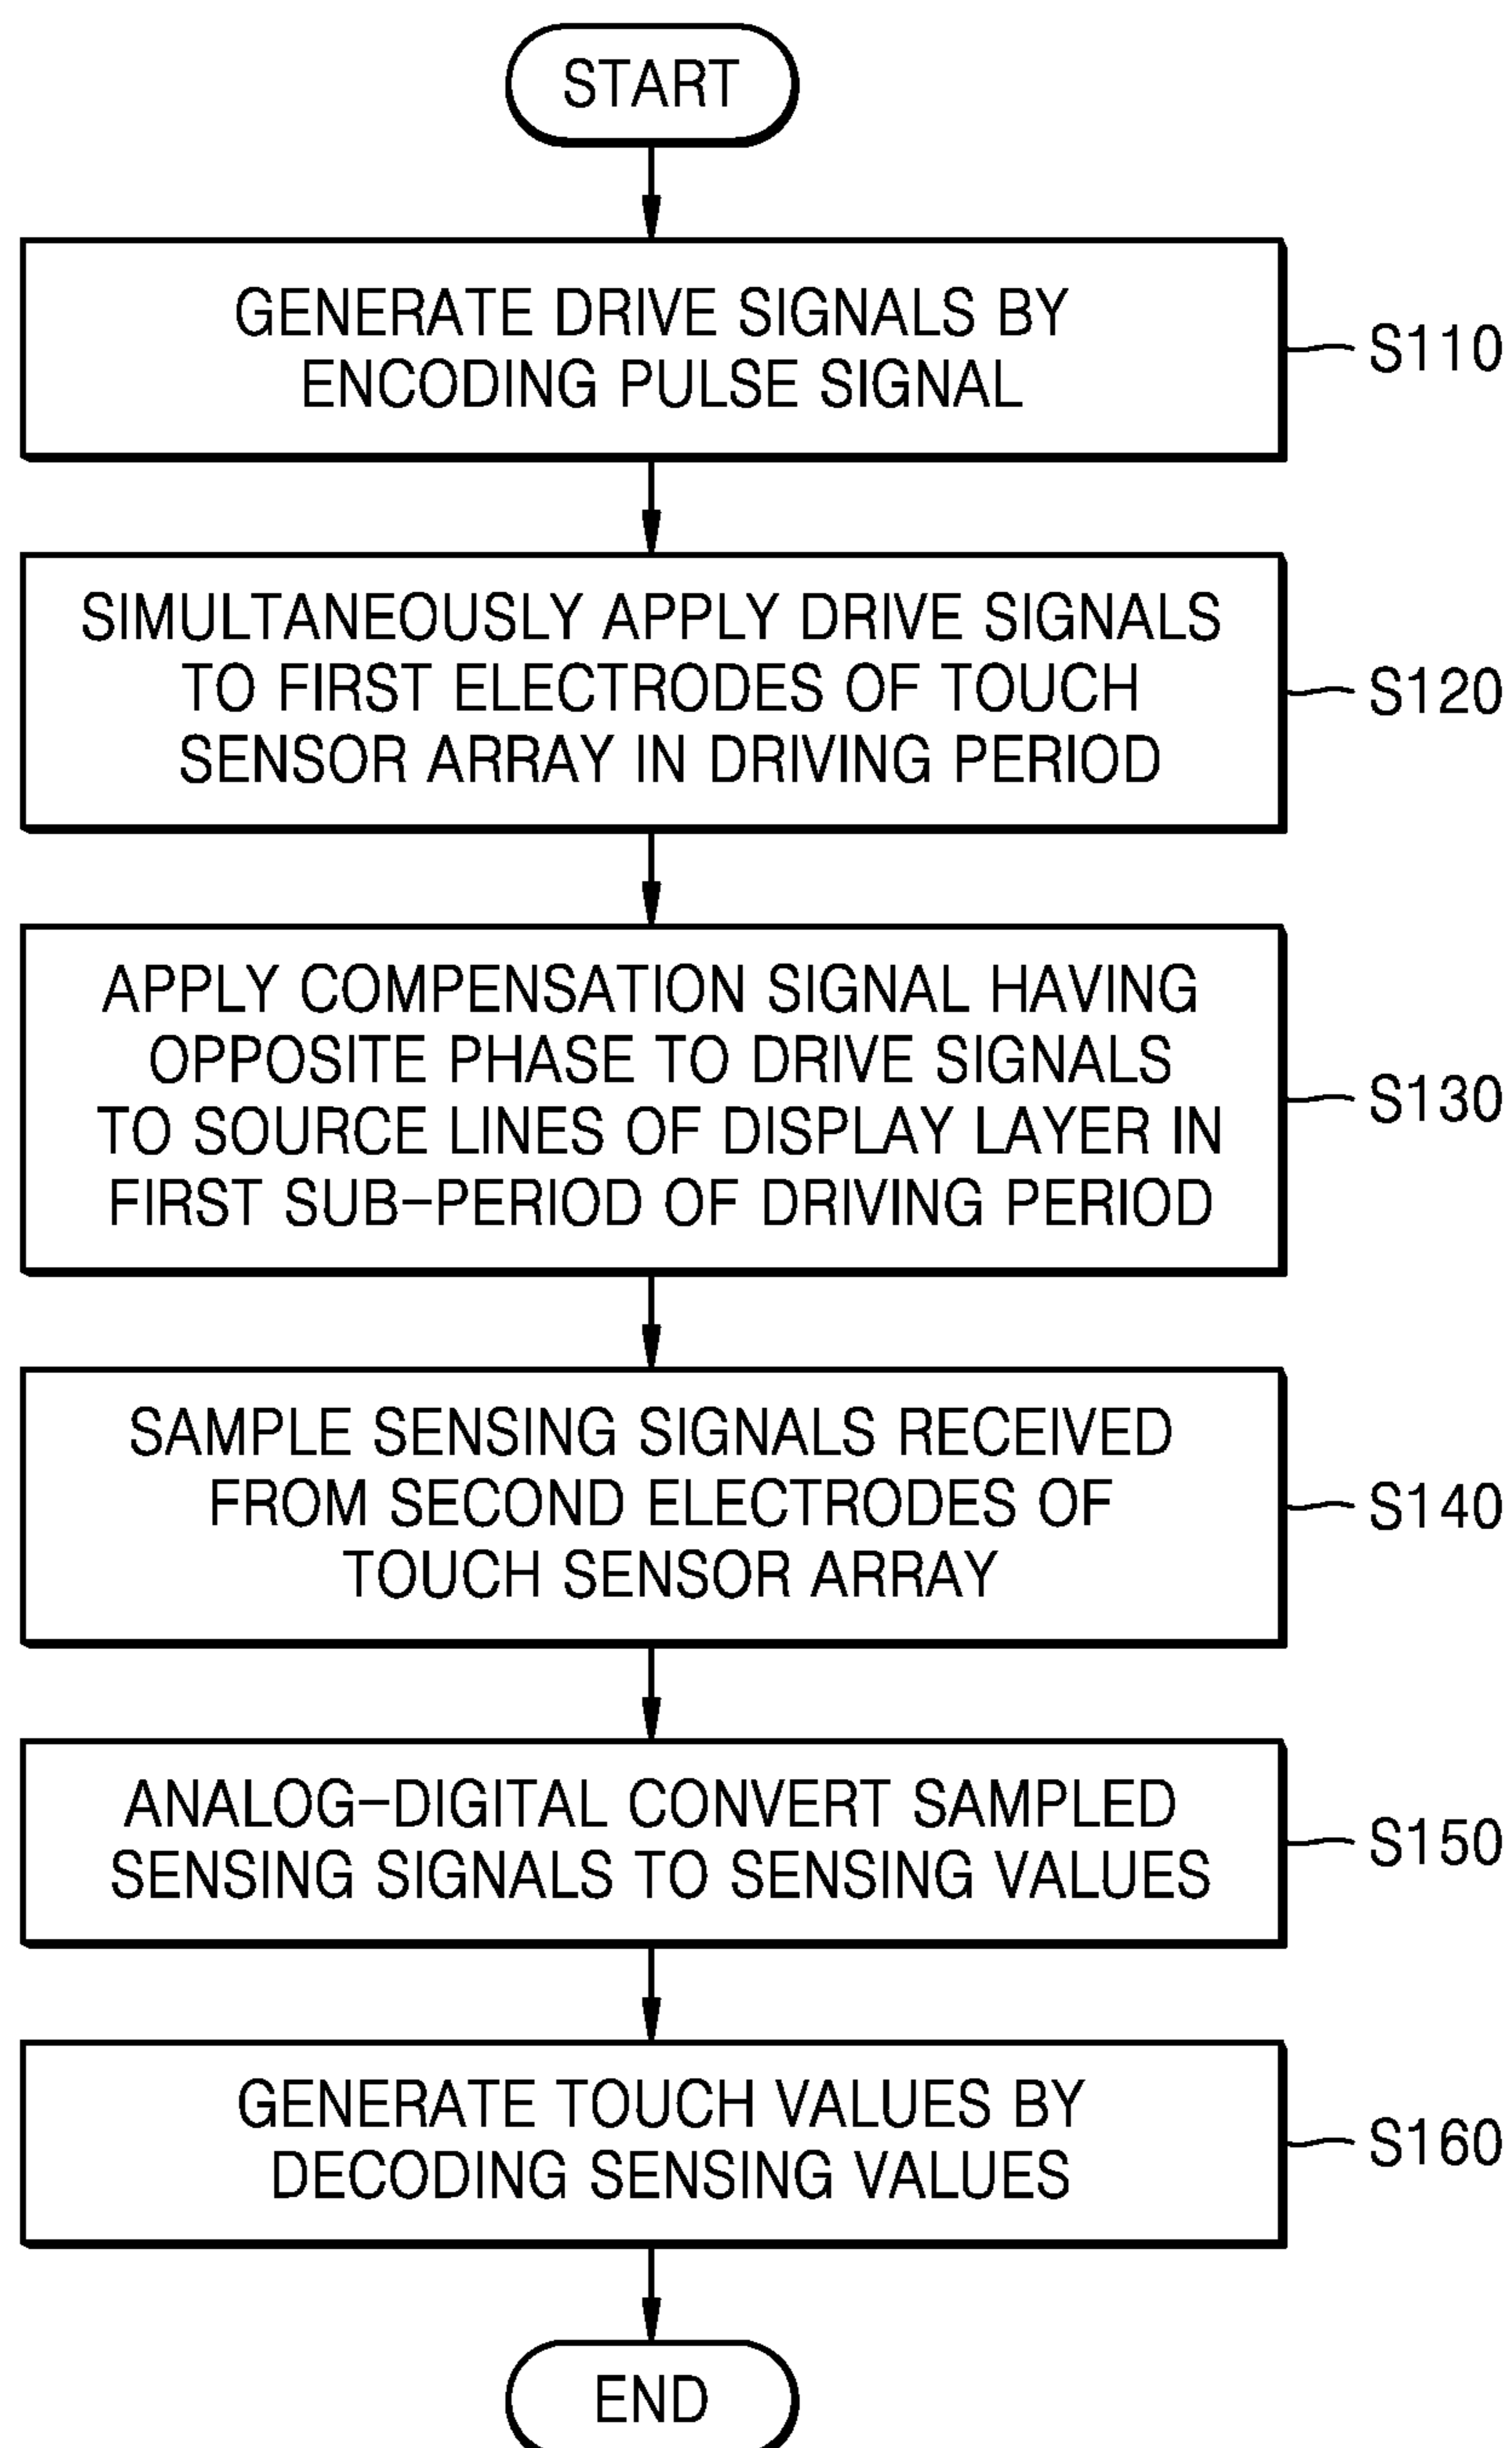 START
GENERATE DRIVE SIGNALS BY
ENCODING PULSE SIGNAL
S110
SIMULTANEOUSLY APPLY DRIVE SIGNALS
TO FIRST ELECTRODES OF TOUCH
SENSOR ARRAY IN DRIVING PERIOD
S120
APPLY COMPENSATION SIGNAL HAVING
OPPOSITE PHASE TO DRIVE SIGNALS
TO SOURCE LINES OF DISPLAY LAYER IN
FIRST SUB-PERIOD OF DRIVING PERIOD
S130
SAMPLE SENSING SIGNALS RECEIVED
FROM SECOND ELECTRODES OF
TOUCH SENSOR ARRAY
S140
ANALOG-DIGITAL CONVERT SAMPLED
SENSING SIGNALS TO SENSING VALUES
S150
GENERATE TOUCH VALUES BY
DECODING SENSING VALUES
S160
END